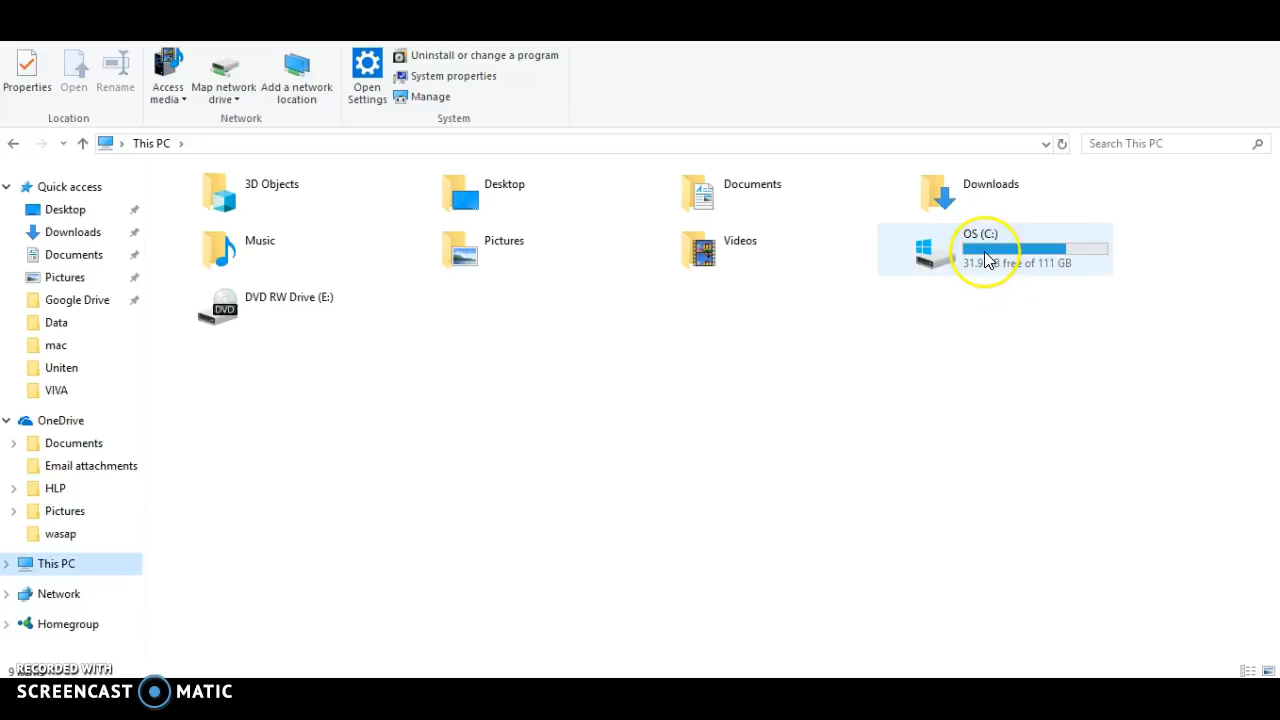 Properties
Open
Rename
Access media
Map network drive
Add a network location
Open Settings
Uninstall or change a program
System properties
Manage
Location
Network
System
This PC
Search This PC
Quick access
Desktop
Downloads
Documents
Pictures
Google Drive
Data
mac
Uniten
VIVA
OneDrive
Documents
Email attachments
HLP
Pictures
wasap
This PC
Network
Homegroup
3D Objects
Desktop
Documents
Downloads
Music
Pictures
Videos
OS (C:)
free of 111 GB
DVD RW Drive (E:)
DVD
RECORDED WITH
SCREENCAST MATIC